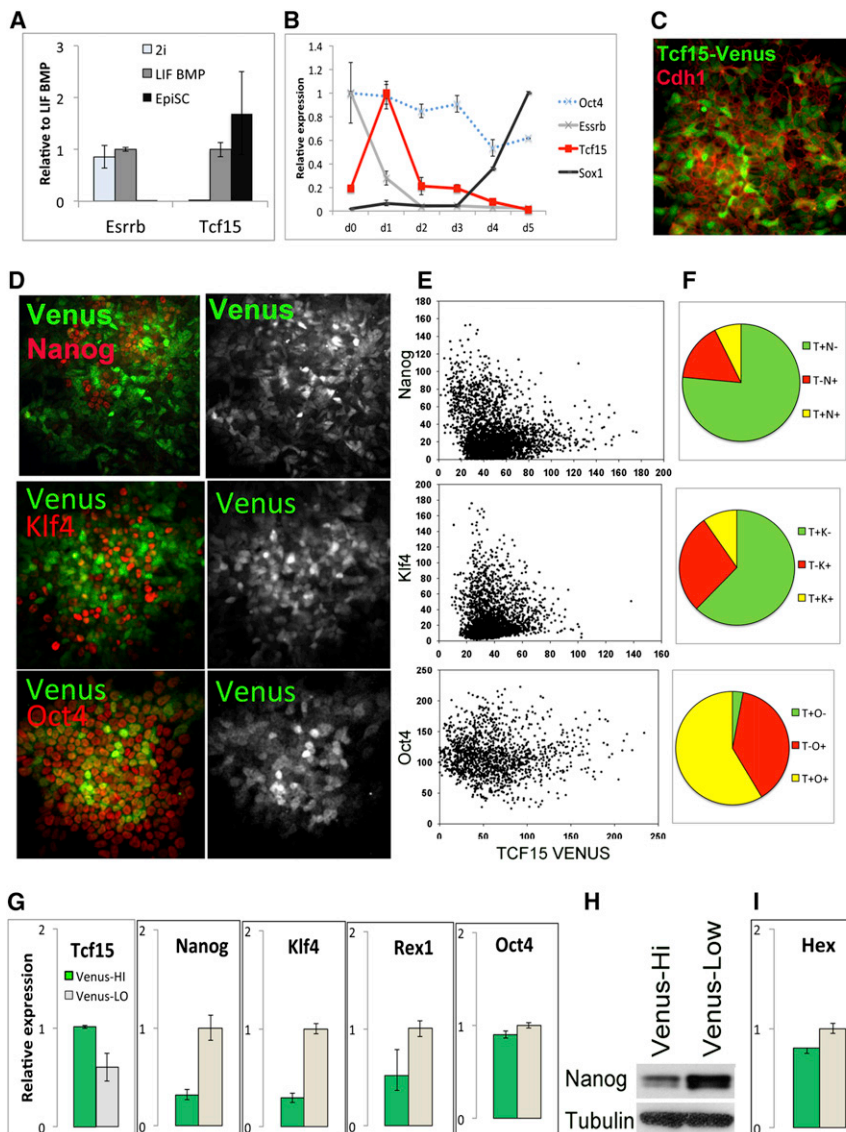 A
Relative to LIF BMP
3
2
1
0
2i
LIF BMP
EpiSC
Esrrb
Tcf15
B
Relative expression
1.4
1.2
1
0.8
0.6
0.4
0.2
0
d0 d1 d2 d3 d4 d5
Oct4
Essrb
Tcf15
Sox1
C
Tcf15-Venus
Cdh1
D
Venus
Nanog
Venus
Venus
Klf4
Venus
Venus
Oct4
Venus
E
Nanog
180
160
140
120
100
80
60
40
20
0
0 20 40 60 80 100 120 140 160 180 200
Klf4
200
180
160
140
120
100
80
60
40
20
0
0 20 40 60 80 100 120 140 160
Oct4
250
200
150
100
50
0
0 50 100 150 200 250
TCF15 VENUS
F
T+N-
T-N+
T+N+
T+K-
T-K+
T+K+
T+O-
T-O+
T+O+
G
Relative expression
2
1
0
Tcf15
Venus-HI
Venus-LO
2
1
0
Nanog
2
1
0
Klf4
2
1
0
Rex1
2
1
0
Oct4
H
Venus-Hi
Venus-Low
Nanog
Tubulin
I
2
1
0
Hex